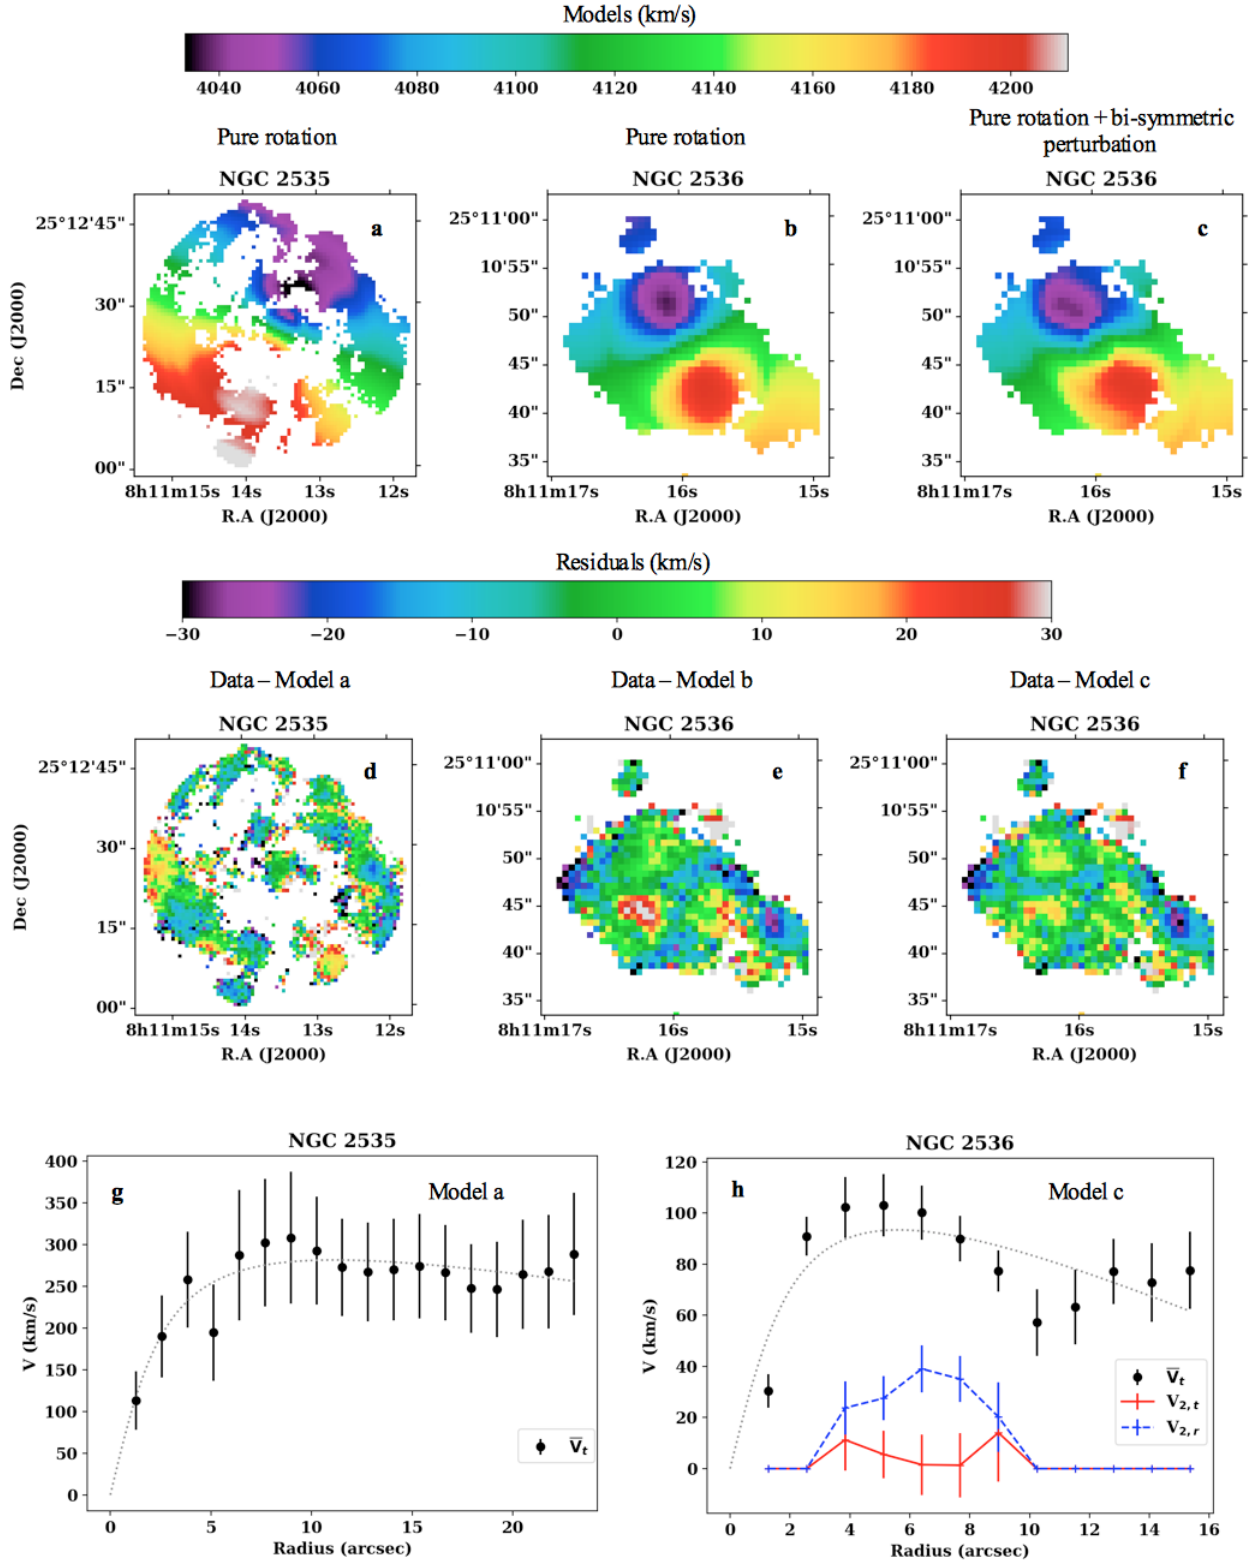 Models (km/s)
4040 4060 4080 4100 4120 4140 4160 4180 4200
Pure rotation
Pure rotation
Pure rotation + bi-symmetric
perturbation
NGC 2535
NGC 2536
NGC 2536
a
b
c
Dec (J2000)
25°12'45"
30"
15"
00"
8h11m15s 14s 13s 12s
R.A (J2000)
25°11'00"
10'55"
50"
45"
40"
35"
8h11m17s 16s 15s
R.A (J2000)
25°11'00"
10'55"
50"
45"
40"
35"
8h11m17s 16s 15s
R.A (J2000)
Residuals (km/s)
−30 −20 −10 0 10 20 30
Data – Model a
Data – Model b
Data – Model c
NGC 2535
NGC 2536
NGC 2536
d
e
f
Dec (J2000)
25°12'45"
30"
15"
00"
8h11m15s 14s 13s 12s
R.A (J2000)
25°11'00"
10'55"
50"
45"
40"
35"
8h11m17s 16s 15s
R.A (J2000)
25°11'00"
10'55"
50"
45"
40"
35"
8h11m17s 16s 15s
R.A (J2000)
NGC 2535
g
Model a
V (km/s)
400
350
300
250
200
150
100
50
0
V̅t
0 5 10 15 20
Radius (arcsec)
NGC 2536
h
Model c
V (km/s)
120
100
80
60
40
20
0
V̅t
V2,t
V2,r
0 2 4 6 8 10 12 14 16
Radius (arcsec)